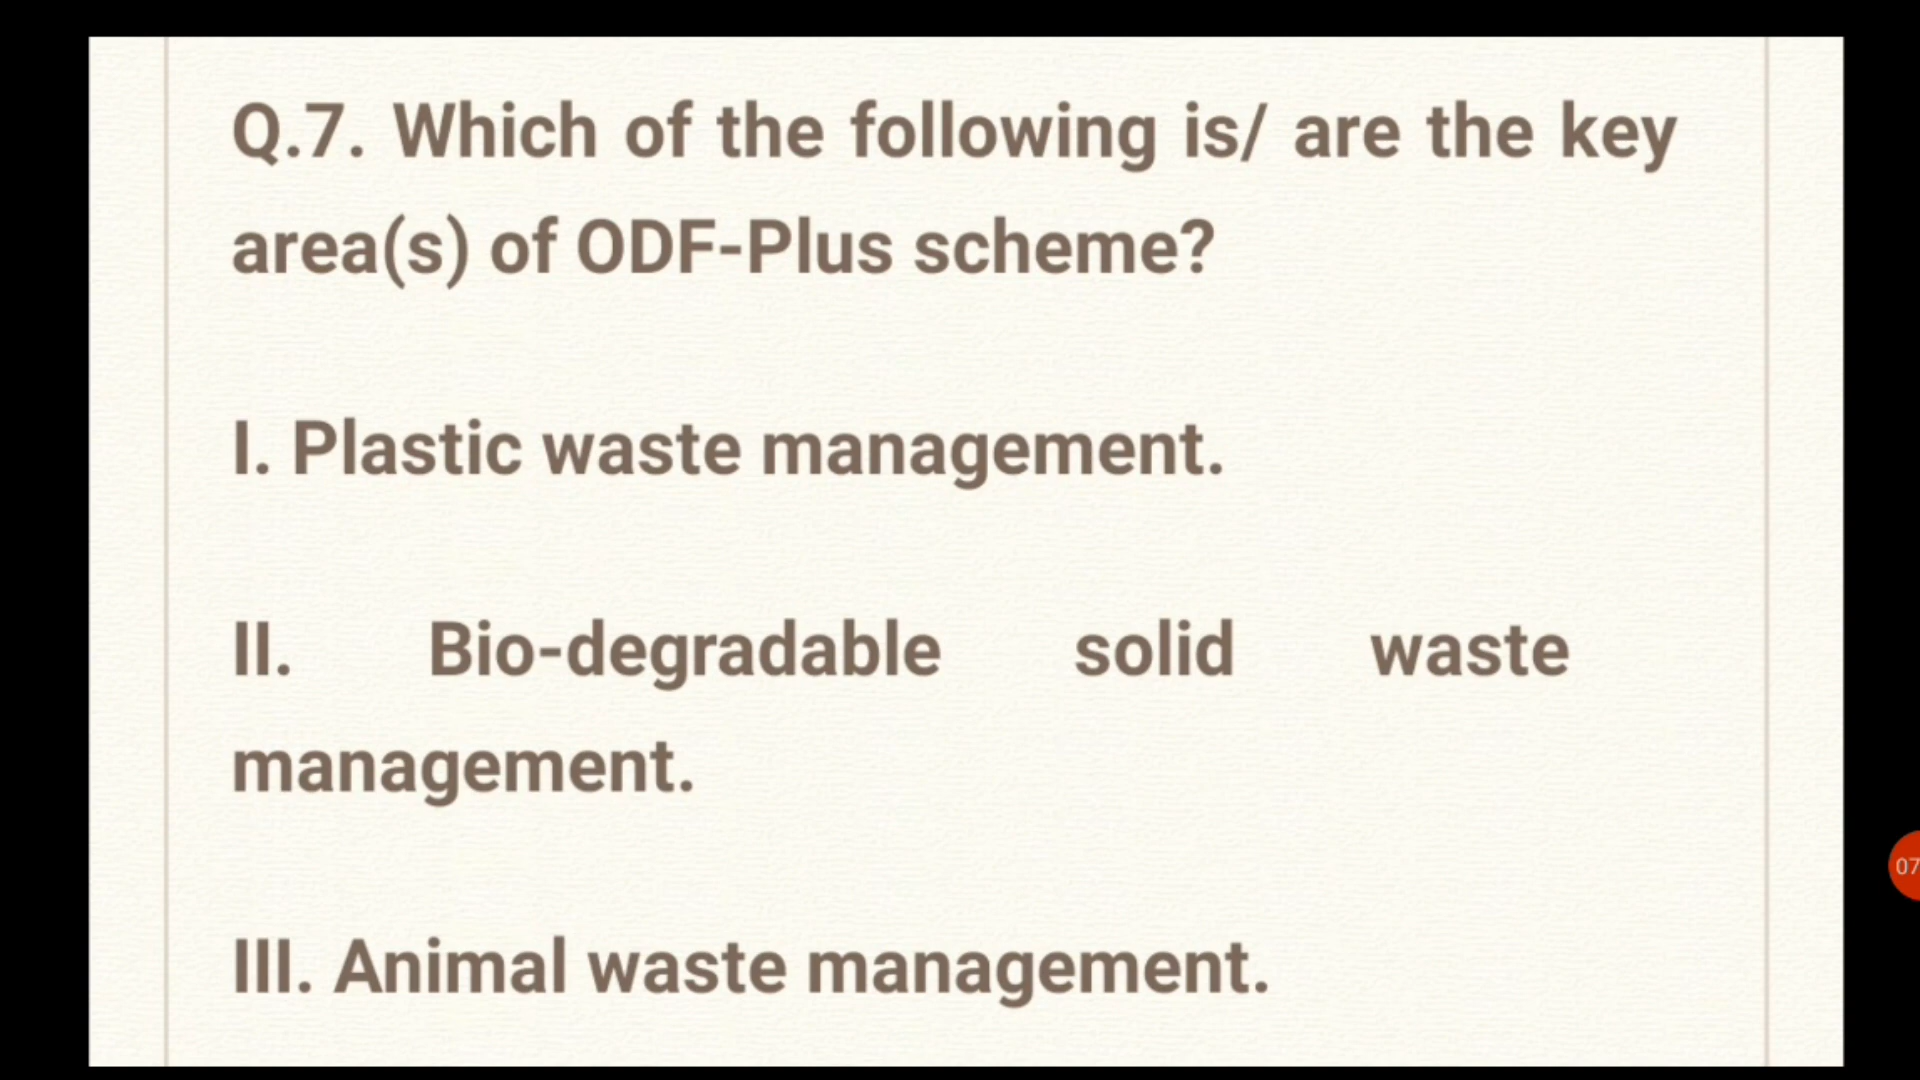 Q.7. Which of the following is/ are the key
area(s) of ODF-Plus scheme?
I. Plastic waste management.
II. Bio-degradable solid waste
management.
III. Animal waste management.
07